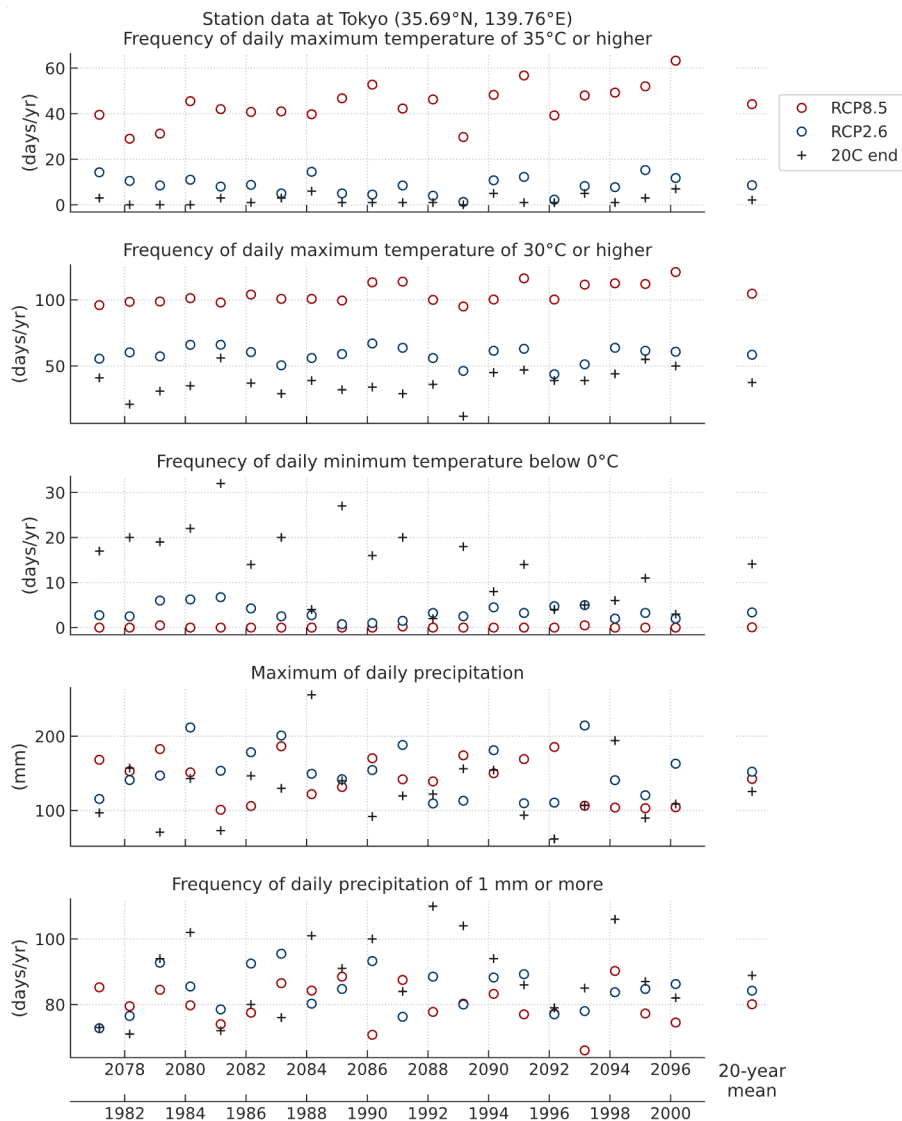 Station data at Tokyo (35.69°N, 139.76°E)
Frequency of daily maximum temperature of 35°C or higher
60
40
20
0
(days/yr)
RCP8.5
RCP2.6
20C end
Frequency of daily maximum temperature of 30°C or higher
100
50
(days/yr)
Frequnecy of daily minimum temperature below 0°C
30
20
10
0
(days/yr)
Maximum of daily precipitation
200
100
(mm)
Frequency of daily precipitation of 1 mm or more
100
80
(days/yr)
2078 2080 2082 2084 2086 2088 2090 2092 2094 2096
20-year
mean
1982 1984 1986 1988 1990 1992 1994 1996 1998 2000